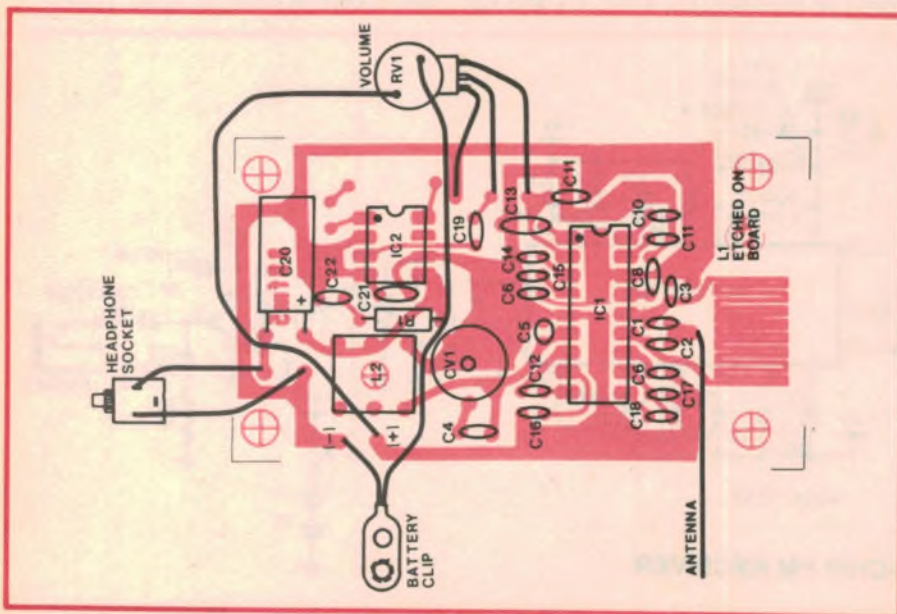 HEADPHONE
SOCKET
VOLUME
RV1
C20
+
C22
IC2
C21
C19
L2
R1
CV1
C4
C5
C6
C14
C13
C11
C15
IC1
C12
C16
C10
C11
C8
C3
C1
C2
C6
C17
C18
L1
ETCHED ON
BOARD
(-)
(+)
BATTERY
CLIP
ANTENNA